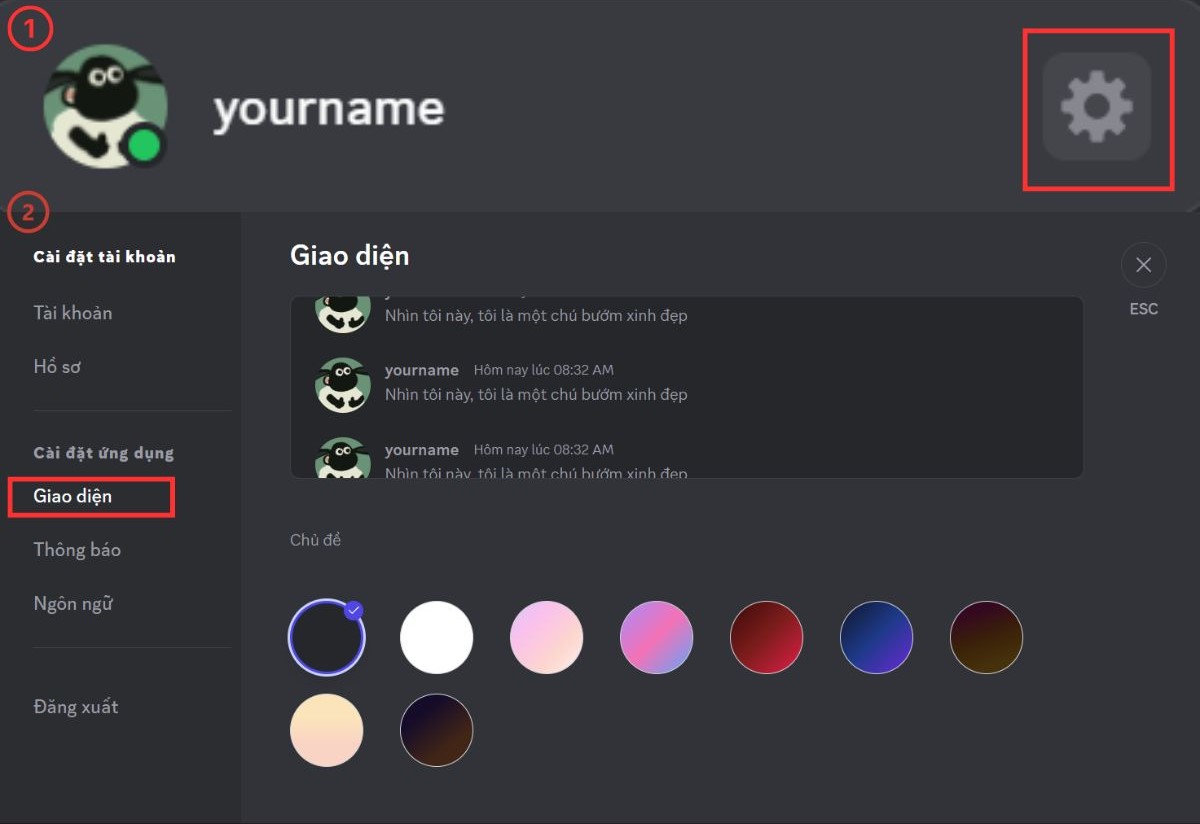 1
yourname
2
Cài đặt tài khoản
Tài khoản
Hồ sơ
Cài đặt ứng dụng
Giao diện
Thông báo
Ngôn ngữ
Đăng xuất
Giao diện
Nhìn tôi này, tôi là một chú bướm xinh đẹp
yourname Hôm nay lúc 08:32 AM
Nhìn tôi này, tôi là một chú bướm xinh đẹp
yourname Hôm nay lúc 08:32 AM
Nhìn tôi này, tôi là một chú bướm xinh đẹp
ESC
Chủ đề